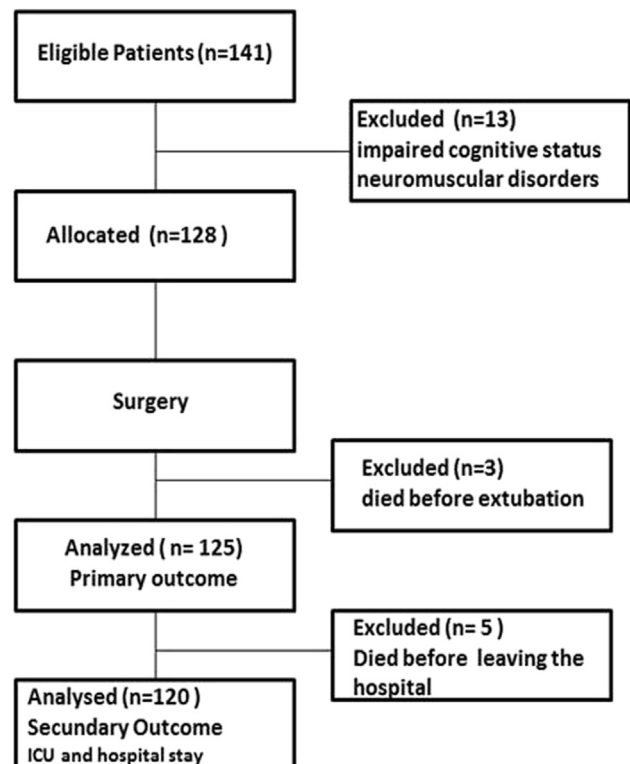 Eligible Patients (n=141)
Excluded (n=13)
impaired cognitive status
neuromuscular disorders
Allocated (n=128 )
Surgery
Excluded (n=3)
died before extubation
Analyzed ( n= 125)
Primary outcome
Excluded (n= 5 )
Died before leaving the
hospital
Analysed (n=120 )
Secundary Outcome
ICU and hospital stay